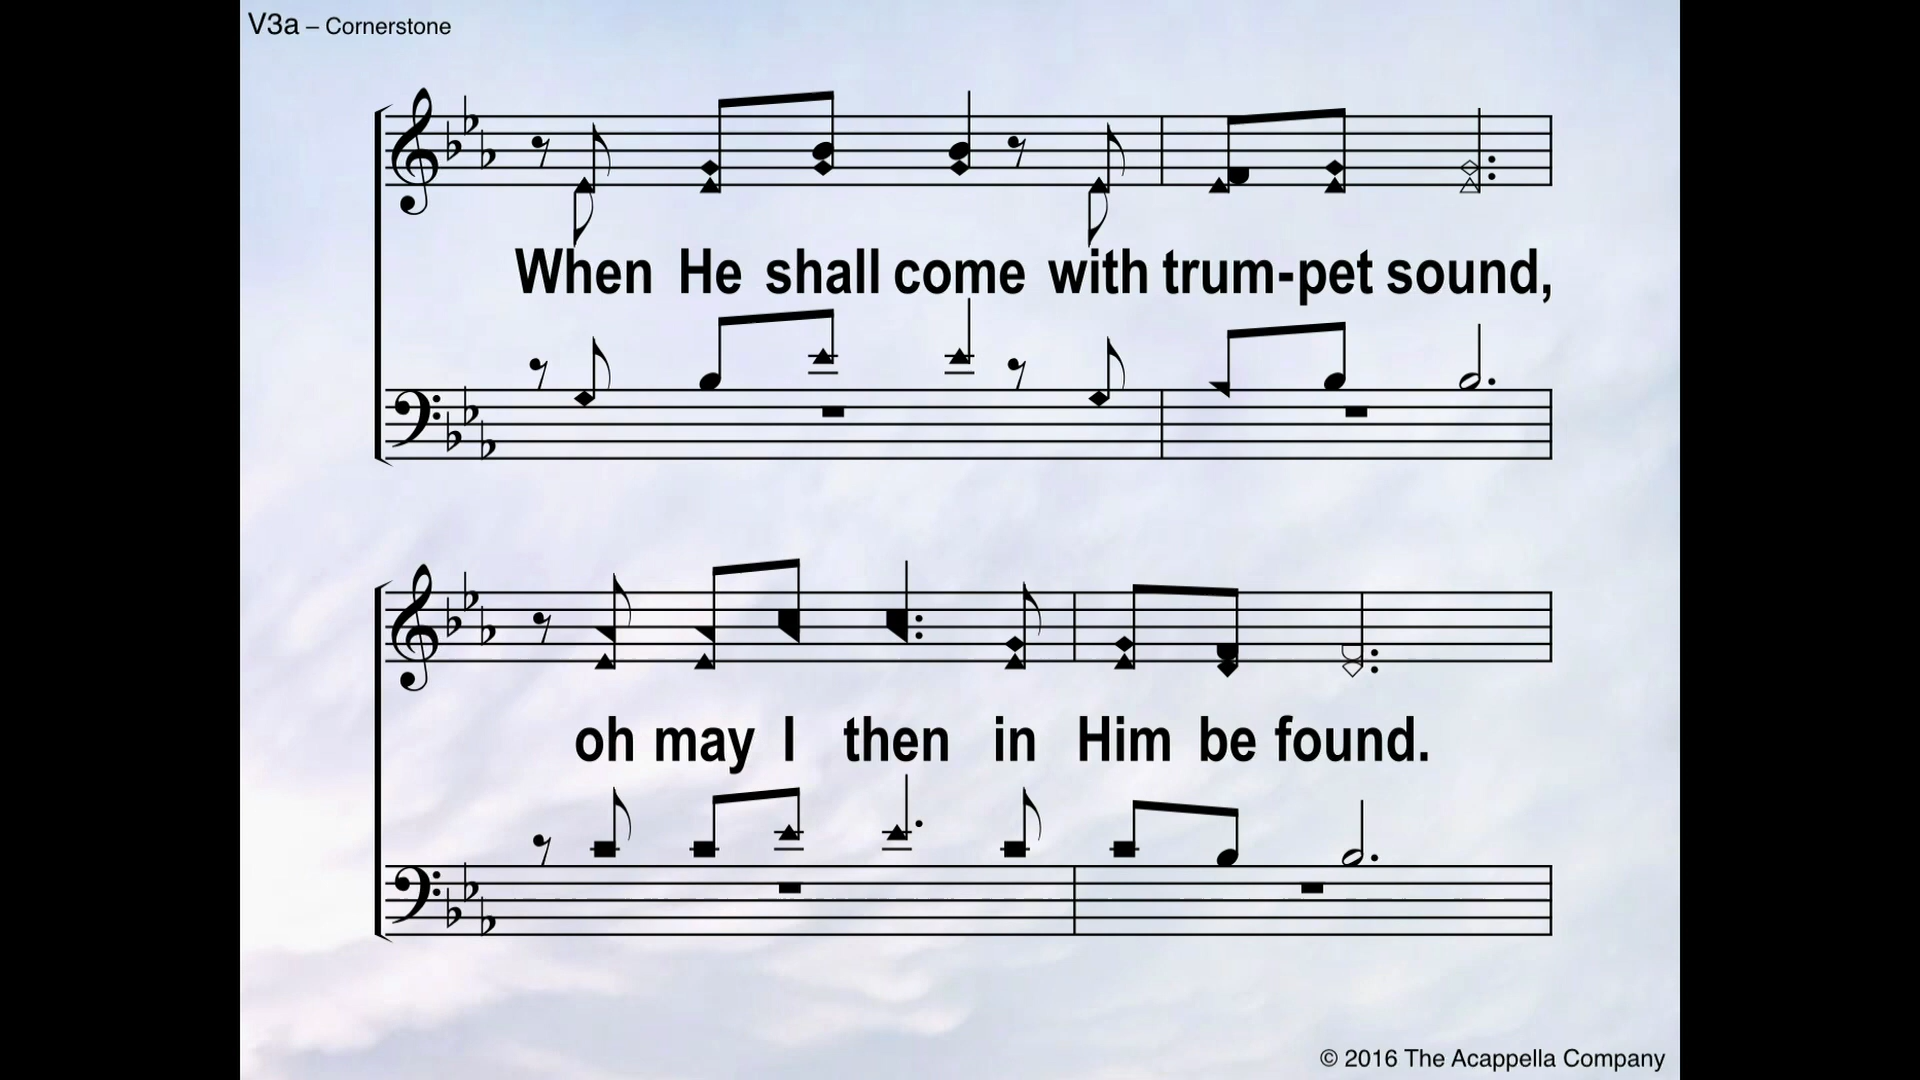 V3a – Cornerstone
When He shall come with trum-pet sound,
oh may I then in Him be found.
© 2016 The Acappella Company